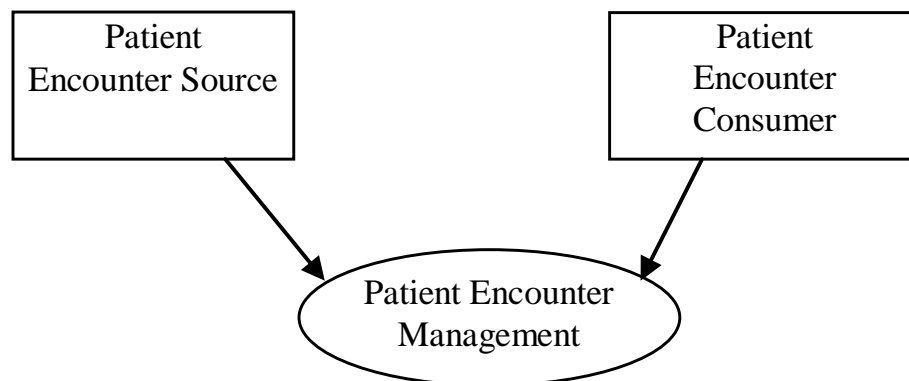 Patient
Encounter Source
Patient
Encounter
Consumer
Patient Encounter
Management